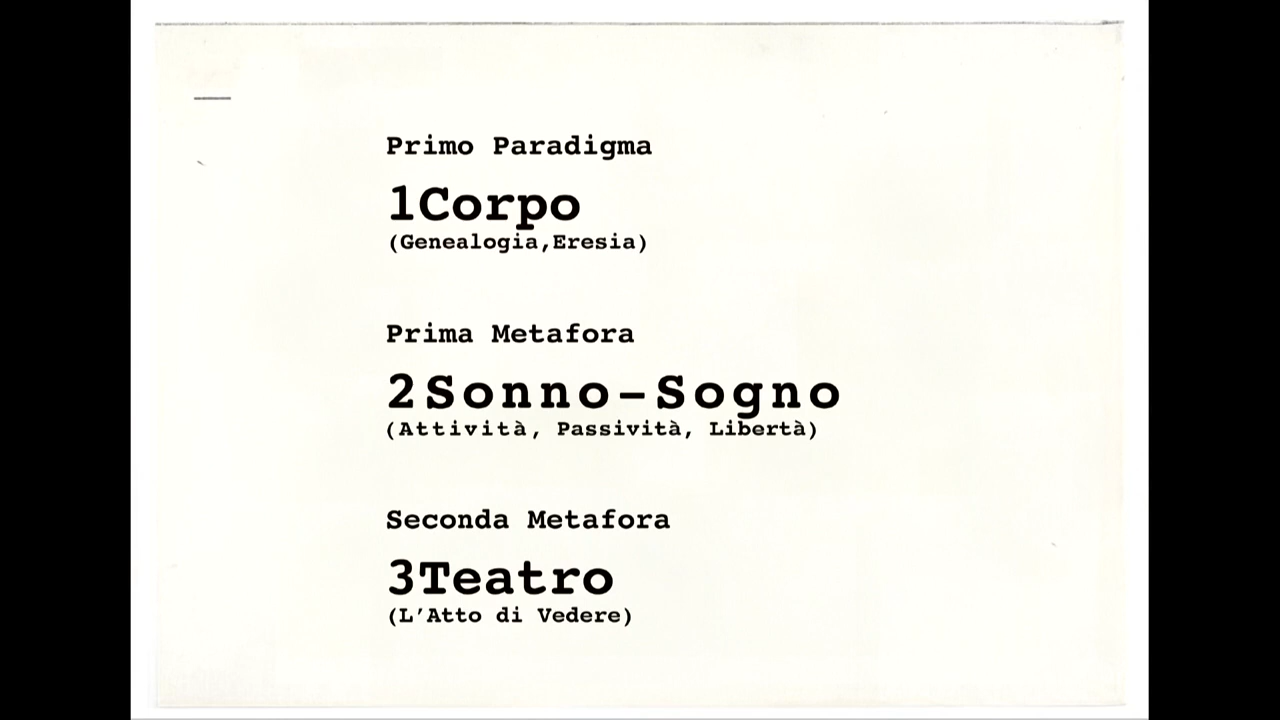 Primo Paradigma
1Corpo
(Genealogia,Eresia)
Prima Metafora
2Sonno-Sogno
(Attività, Passività, Libertà)
Seconda Metafora
3Teatro
(L’Atto di Vedere)